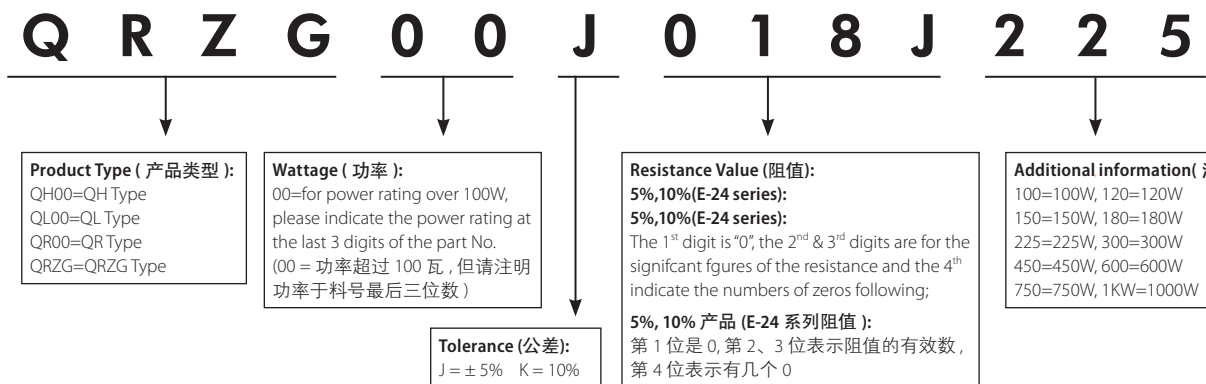 Q R Z G 0 0 J 0 1 8 J 2 2 5
Product Type ( 产品类型 ):
QH00=QH Type
QL00=QL Type
QR00=QR Type
QRZG=QRZG Type
Wattage ( 功率 ):
00=for power rating over 100W,
please indicate the power rating at
the last 3 digits of the part No.
(00 = 功率超过 100 瓦 , 但请注明
功率于料号最后三位数 )
Tolerance (公差):
J = ± 5% K = 10%
Resistance Value (阻值):
5%,10%(E-24 series):
5%,10%(E-24 series):
The 1st digit is "0", the 2nd & 3rd digits are for the
signifcant fgures of the resistance and the 4th
indicate the numbers of zeros following;
5%, 10% 产品 (E-24 系列阻值 ):
第 1 位是 0, 第 2、3 位表示阻值的有效数 ,
第 4 位表示有几个 0
Additional information(
100=100W, 120=120W
150=150W, 180=180W
225=225W, 300=300W
450=450W, 600=600W
750=750W, 1KW=1000W